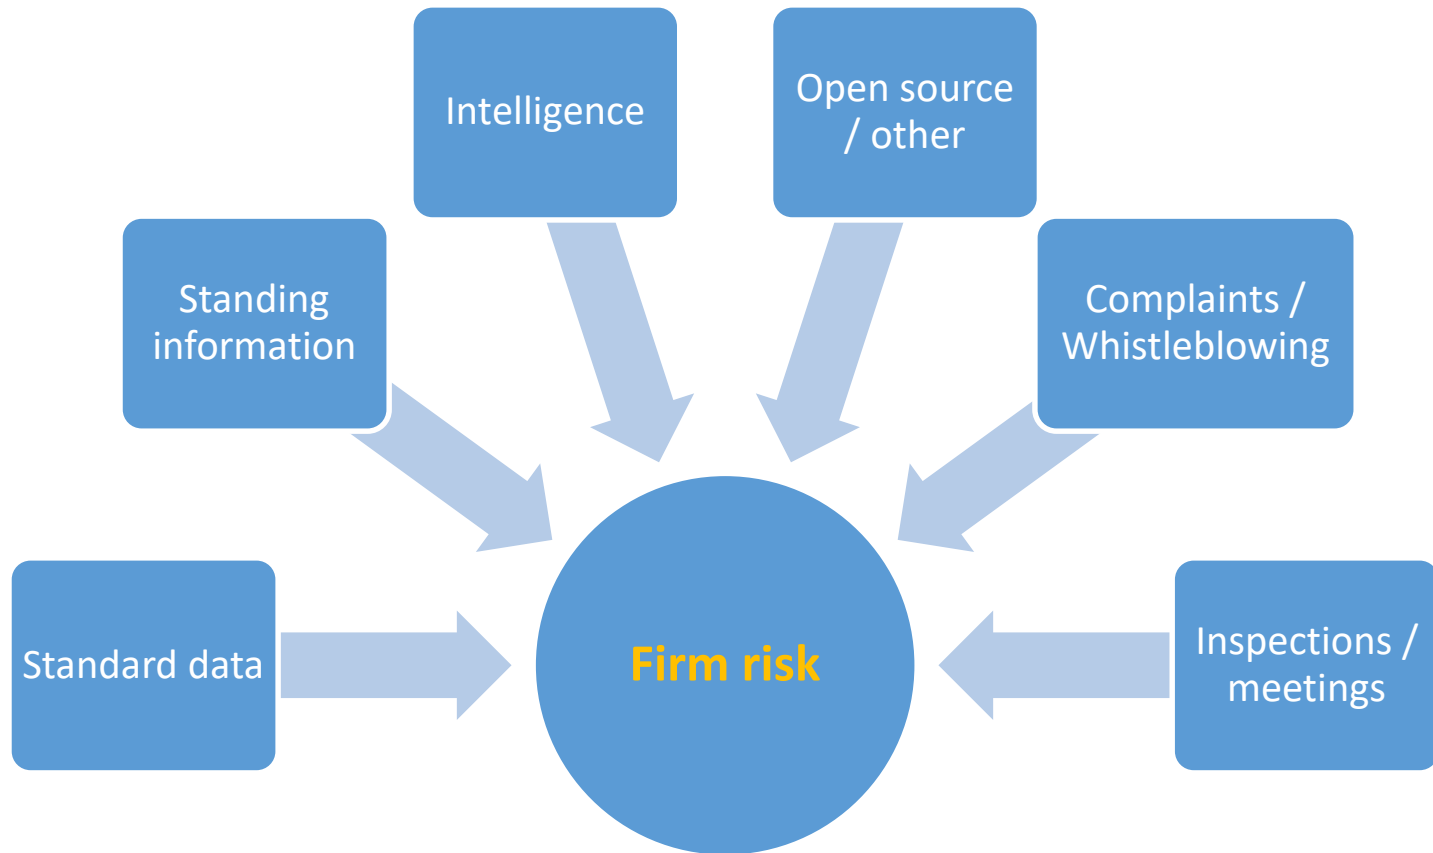 Intelligence
Open source
/ other
Standing
information
Complaints /
Whistleblowing
Standard data
Firm risk
Inspections /
meetings